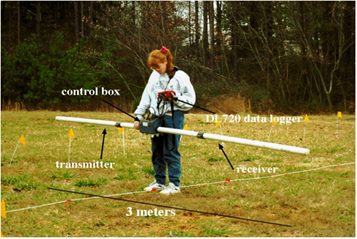 control box
DL720 data logger
transmitter
receiver
3 meters